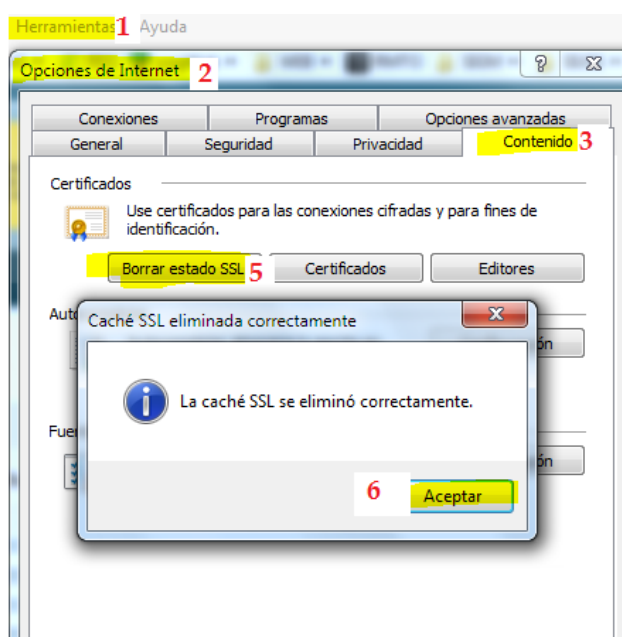 Herramientas 1 Ayuda
Opciones de Internet 2
Conexiones Programas Opciones avanzadas
General Seguridad Privacidad Contenido 3
Certificados
Use certificados para las conexiones cifradas y para fines de
identificación.
Borrar estado SSL 5 Certificados Editores
Caché SSL eliminada correctamente
La caché SSL se eliminó correctamente.
6 Aceptar